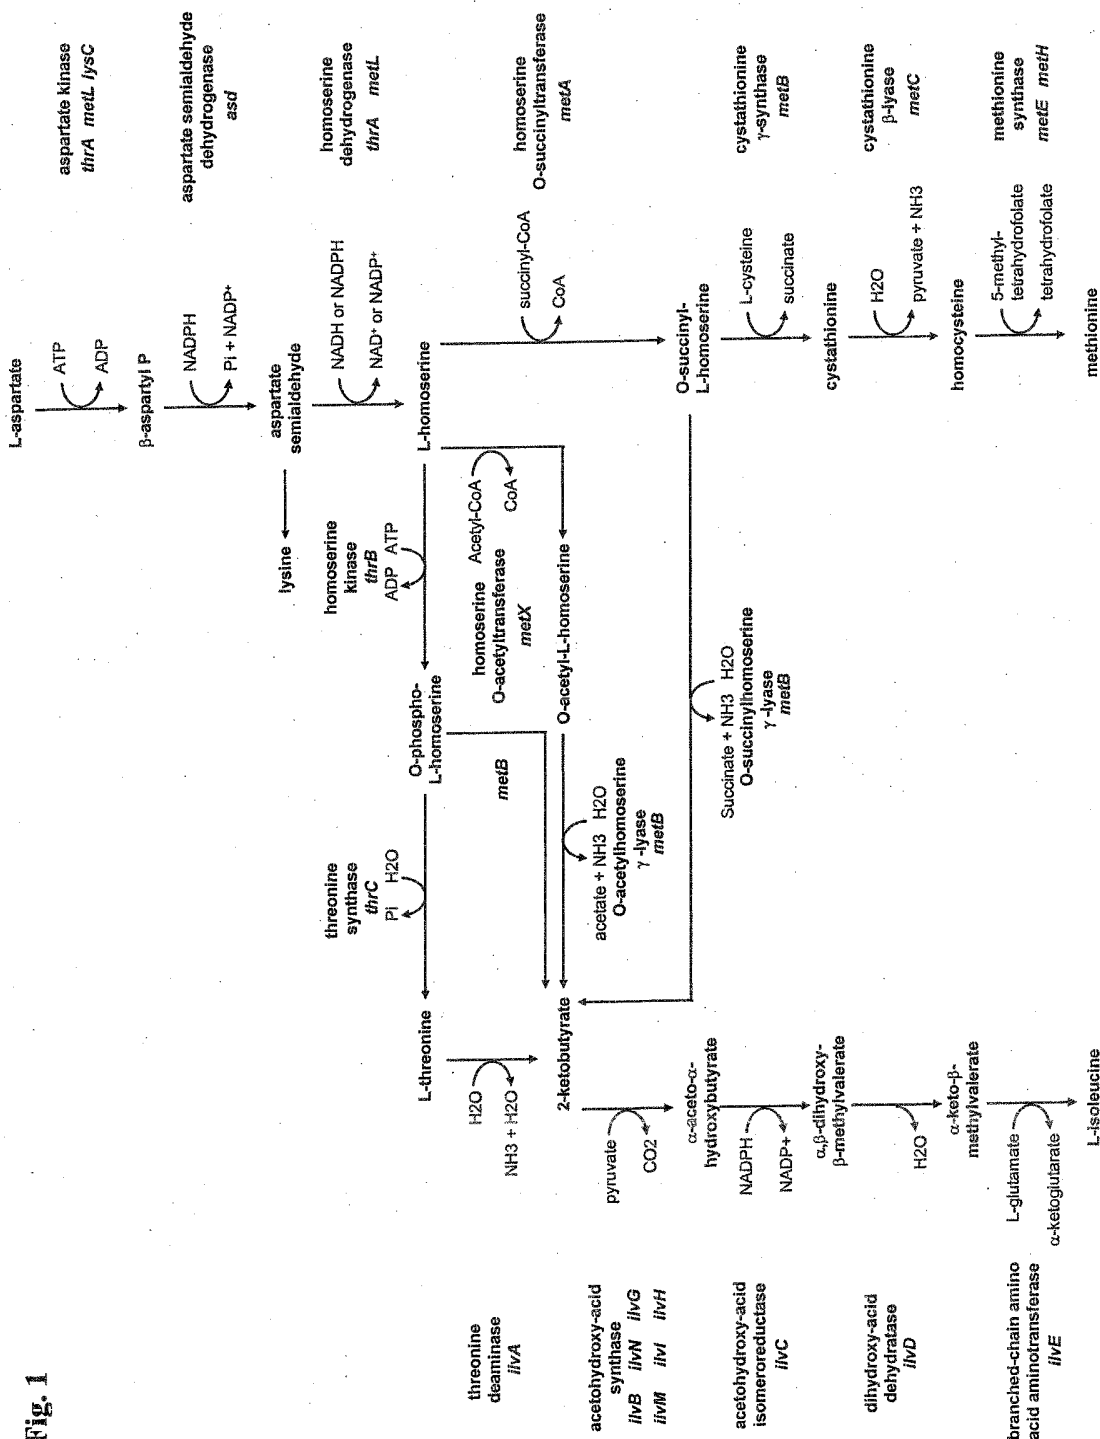 Fig. 1
L-aspartate
ATP
ADP
aspartate kinase
thrA metL lysC
β-aspartyl P
NADPH
Pi + NADP+
aspartate semialdehyde
dehydrogenase
asd
aspartate
semialdehyde
lysine
NADH or NADPH
NAD+ or NADP+
homoserine
dehydrogenase
thrA metL
L-homoserine
homoserine
kinase
thrB
ADP ATP
O-phospho-
L-homoserine
threonine
synthase
thrC
Pi H2O
L-threonine
homoserine
O-acetyltransferase
metX
Acetyl-CoA
CoA
succinyl-CoA
CoA
homoserine
O-succinyltransferase
metA
metB
threonine
deaminase
ilvA
H2O
NH3 + H2O
2-ketobutyrate
O-acetyl-L-homoserine
acetate + NH3 H2O
O-acetylhomoserine
γ -lyase
metB
O-succinyl-
L-homoserine
Succinate + NH3 H2O
O-succinylhomoserine
γ -lyase
metB
acetohydroxy-acid
synthase
ilvB ilvN ilvG
ilvM ilvI ilvH
pyruvate
CO2
α-aceto-α-
hydroxybutyrate
L-cysteine
succinate
cystathionine
γ-synthase
metB
acetohydroxy-acid
isomeroreductase
ilvC
NADPH
NADP+
α,β-dihydroxy-
β-methylvalerate
cystathionine
H2O
pyruvate + NH3
cystathionine
β-lyase
metC
dihydroxy-acid
dehydratase
ilvD
H2O
α-keto-β-
methylvalerate
homocysteine
5-methyl-
tetrahydrofolate
tetrahydrofolate
methionine
synthase
metE metH
branched-chain amino
acid aminotransferase
ilvE
L-glutamate
α-ketoglutarate
L-isoleucine
methionine